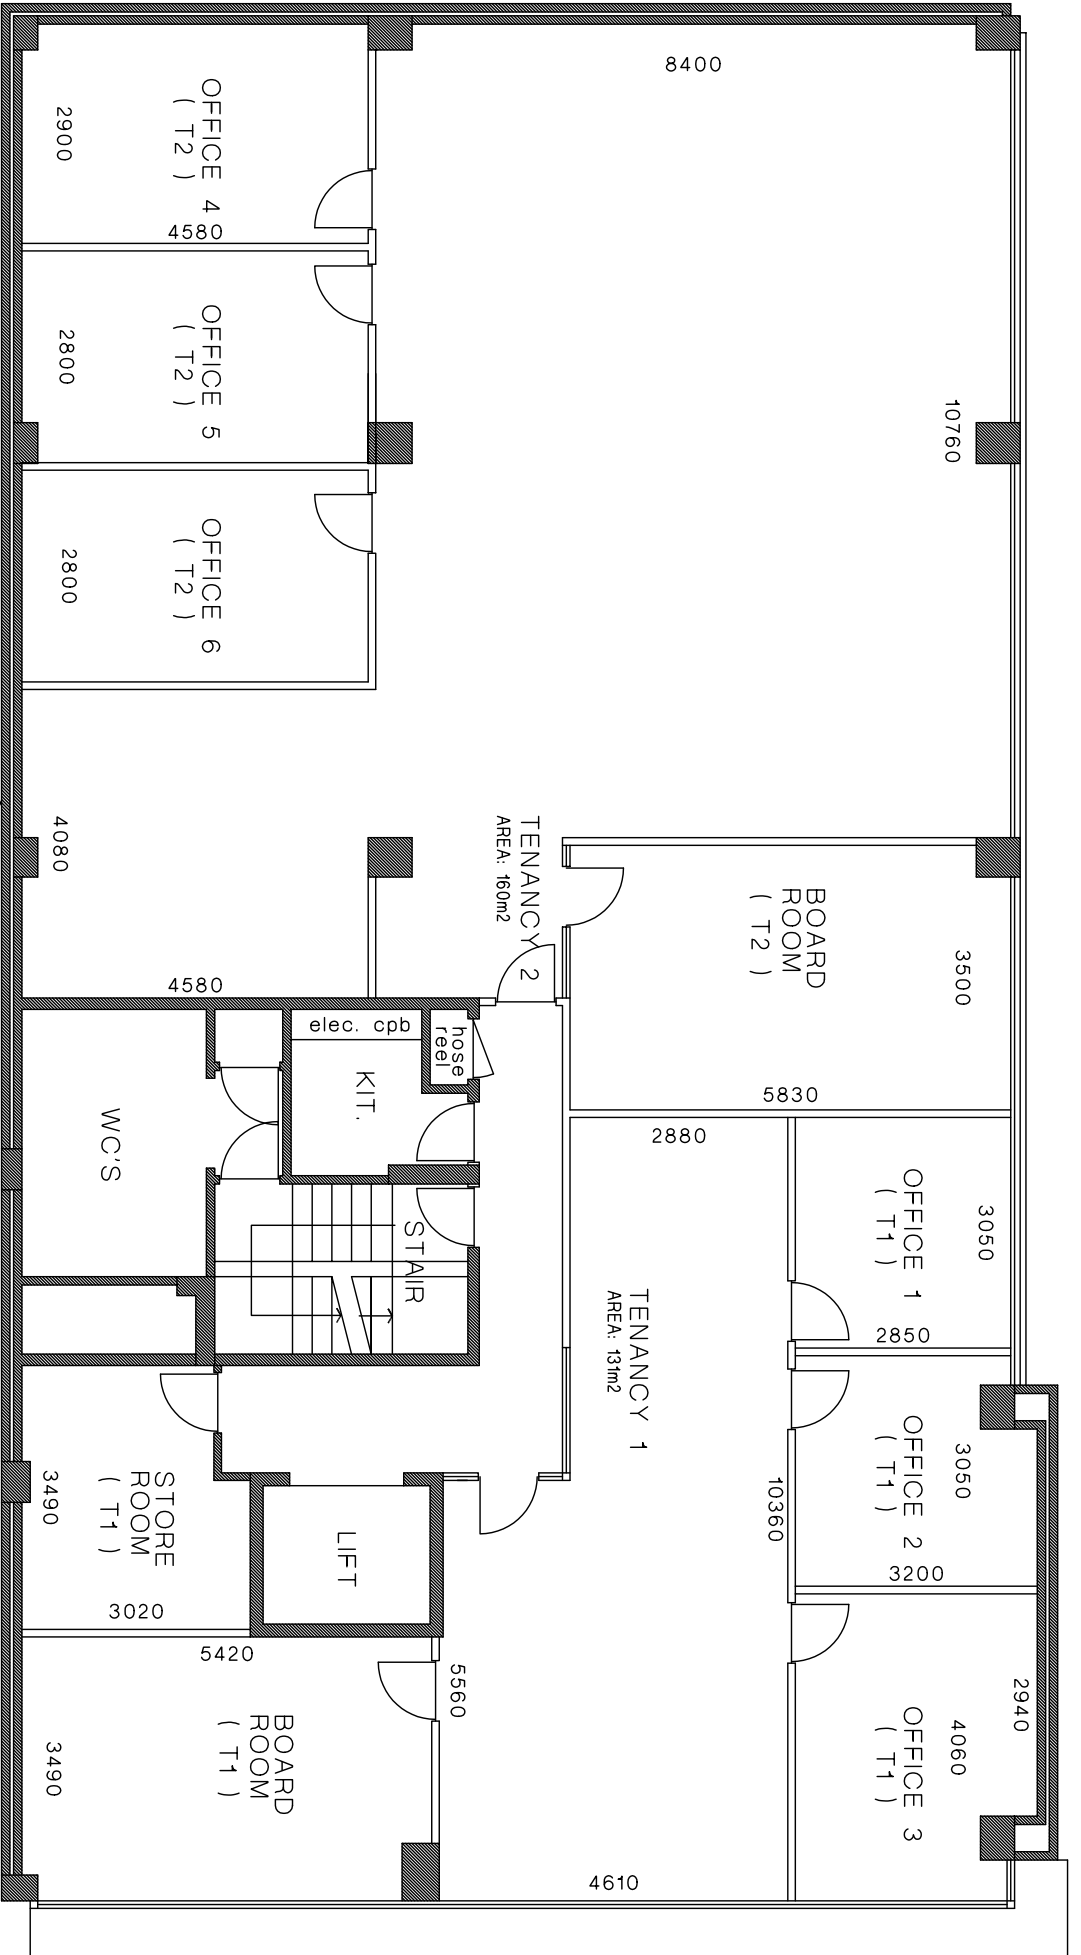 8400
OFFICE 4
( T2 )
2900
4580
OFFICE 5
( T2 )
2800
10760
OFFICE 6
( T2 )
2800
TENANCY 2
AREA: 160m2
4080
4580
BOARD
ROOM
( T2 )
3500
5830
elec. cpb
hose
reel
KIT.
WC'S
STAIR
2880
OFFICE 1
( T1 )
3050
2850
TENANCY 1
AREA: 131m2
OFFICE 2
( T1 )
3050
3200
10360
STORE
ROOM
( T1 )
3490
3020
LIFT
5420
5560
BOARD
ROOM
( T1 )
3490
OFFICE 3
( T1 )
4060
2940
4610